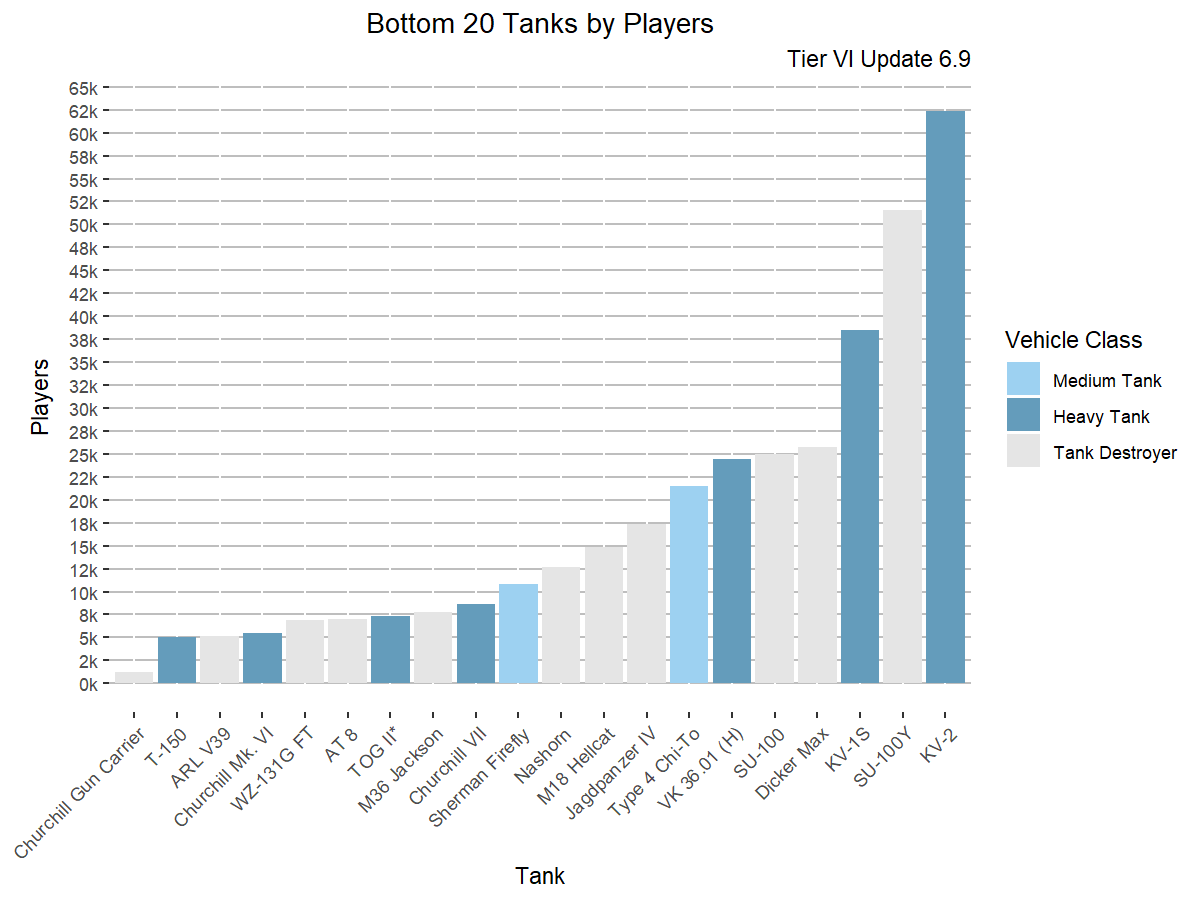 Bottom 20 Tanks by Players
Tier VI Update 6.9
65k
62k
60k
58k
55k
52k
50k
48k
45k
42k
40k
38k
35k
32k
30k
28k
25k
22k
20k
18k
15k
12k
10k
8k
5k
2k
0k
Players
Churchill Gun Carrier
T-150
ARL V39
Churchill Mk. VI
WZ-131G FT
AT 8
TOG II*
M36 Jackson
Churchill VII
Sherman Firefly
Nashorn
M18 Hellcat
Jagdpanzer IV
Type 4 Chi-To
VK 36.01 (H)
SU-100
Dicker Max
KV-1S
SU-100Y
KV-2
Tank
Vehicle Class
Medium Tank
Heavy Tank
Tank Destroyer